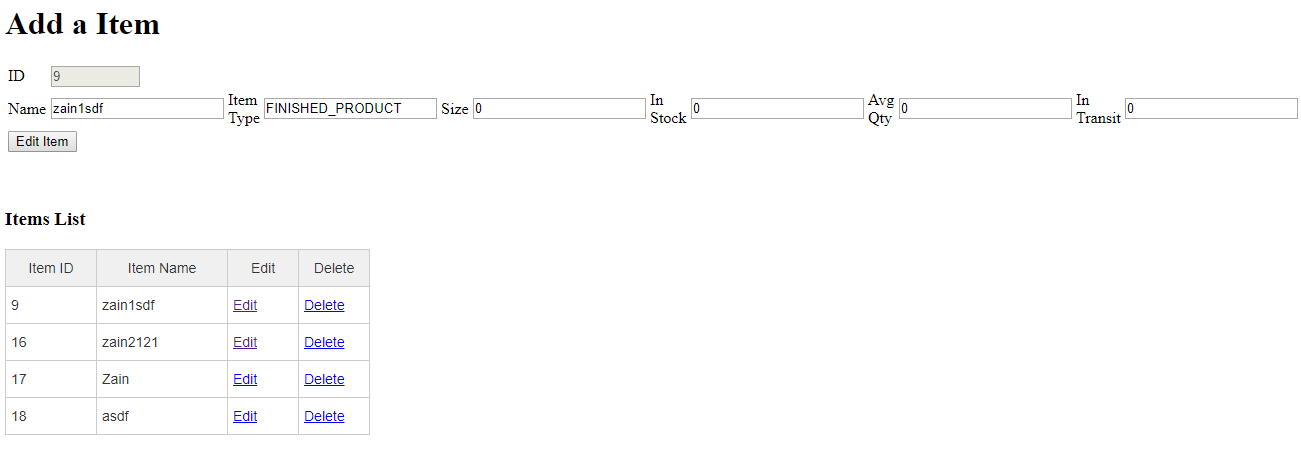 Add a Item
ID 9
Name zain1sdf Item Type FINISHED_PRODUCT Size 0 In Stock 0 Avg Qty 0 In Transit 0
Edit Item
Items List
Item ID Item Name Edit Delete
9 zain1sdf Edit Delete
16 zain2121 Edit Delete
17 Zain Edit Delete
18 asdf Edit Delete